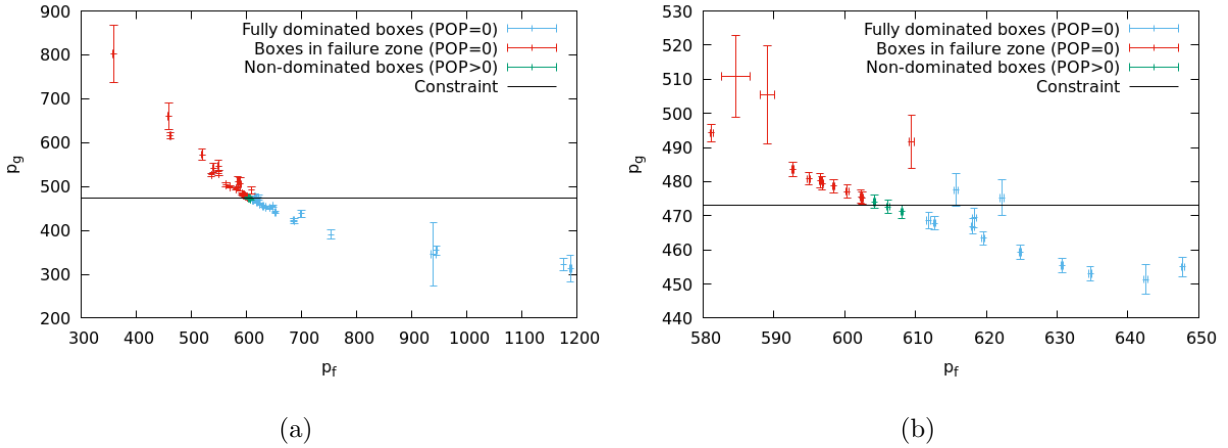 900
800
700
600
500
400
300
200
300 400 500 600 700 800 900 1000 1100 1200
p_g
p_f
Fully dominated boxes (POP=0)
Boxes in failure zone (POP=0)
Non-dominated boxes (POP>0)
Constraint
(a)
530
520
510
500
490
480
470
460
450
440
580 590 600 610 620 630 640 650
p_g
p_f
Fully dominated boxes (POP=0)
Boxes in failure zone (POP=0)
Non-dominated boxes (POP>0)
Constraint
(b)